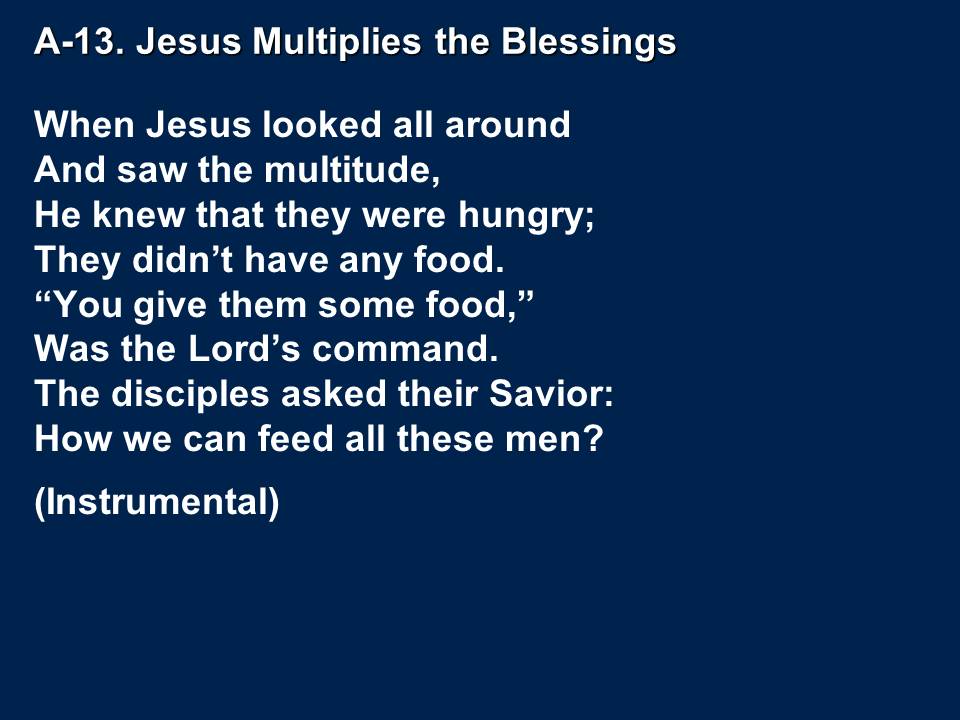 A-13. Jesus Multiplies the Blessings
When Jesus looked all around
And saw the multitude,
He knew that they were hungry;
They didn’t have any food.
“You give them some food,”
Was the Lord’s command.
The disciples asked their Savior:
How we can feed all these men?
(Instrumental)